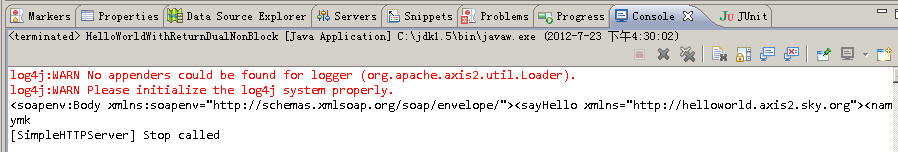 Markers Properties Data Source Explorer Servers Snippets Problems Progress Console JUnit
<terminated> HelloWorldWithReturnDualNonBlock [Java Application] C:\jdk1.5\bin\javaw.exe (2012-7-23 下午4:30:02)
log4j:WARN No appenders could be found for logger (org.apache.axis2.util.Loader).
log4j:WARN Please initialize the log4j system properly.
<soapenv:Body xmlns:soapenv="http://schemas.xmlsoap.org/soap/envelope/"><sayHello xmlns="http://helloworld.axis2.sky.org"><nam
ymk
[SimpleHTTPServer] Stop called